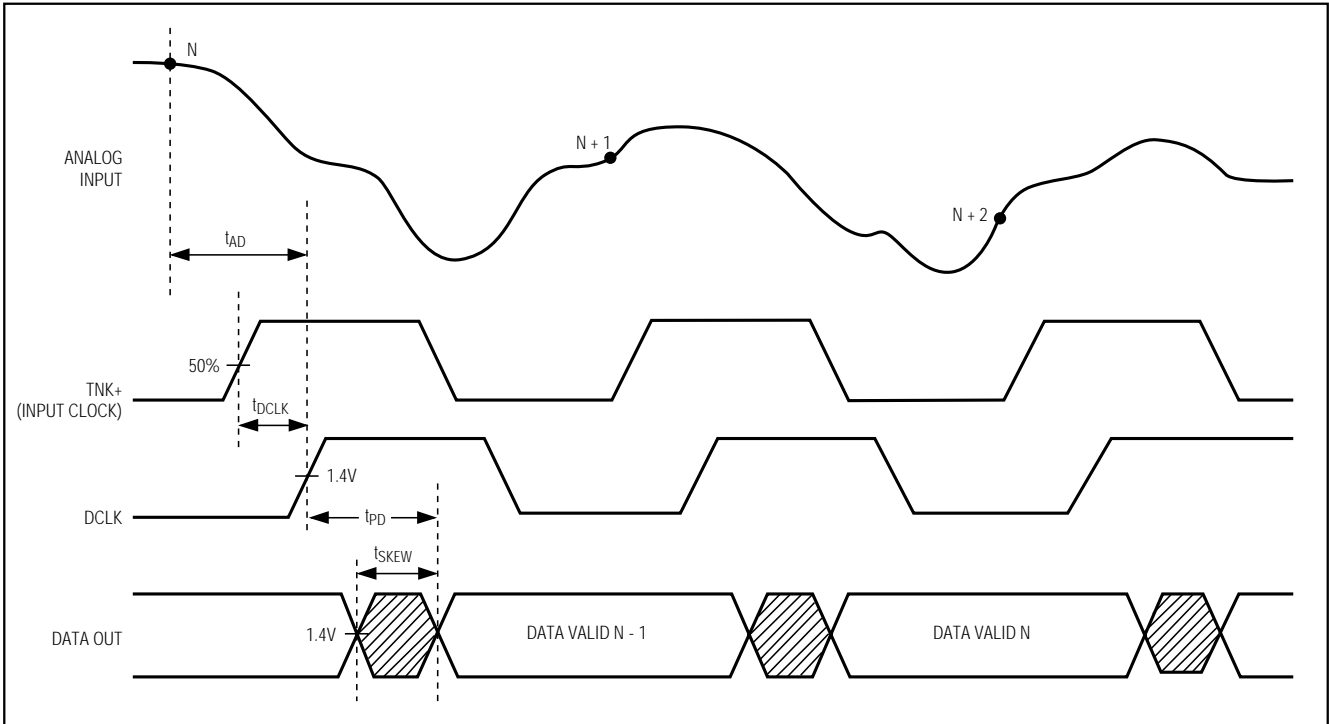 N
ANALOG
INPUT
N + 1
N + 2
tAD
50%
TNK+
(INPUT CLOCK)
tDCLK
1.4V
DCLK
tPD
tSKEW
1.4V
DATA OUT
DATA VALID N - 1
DATA VALID N